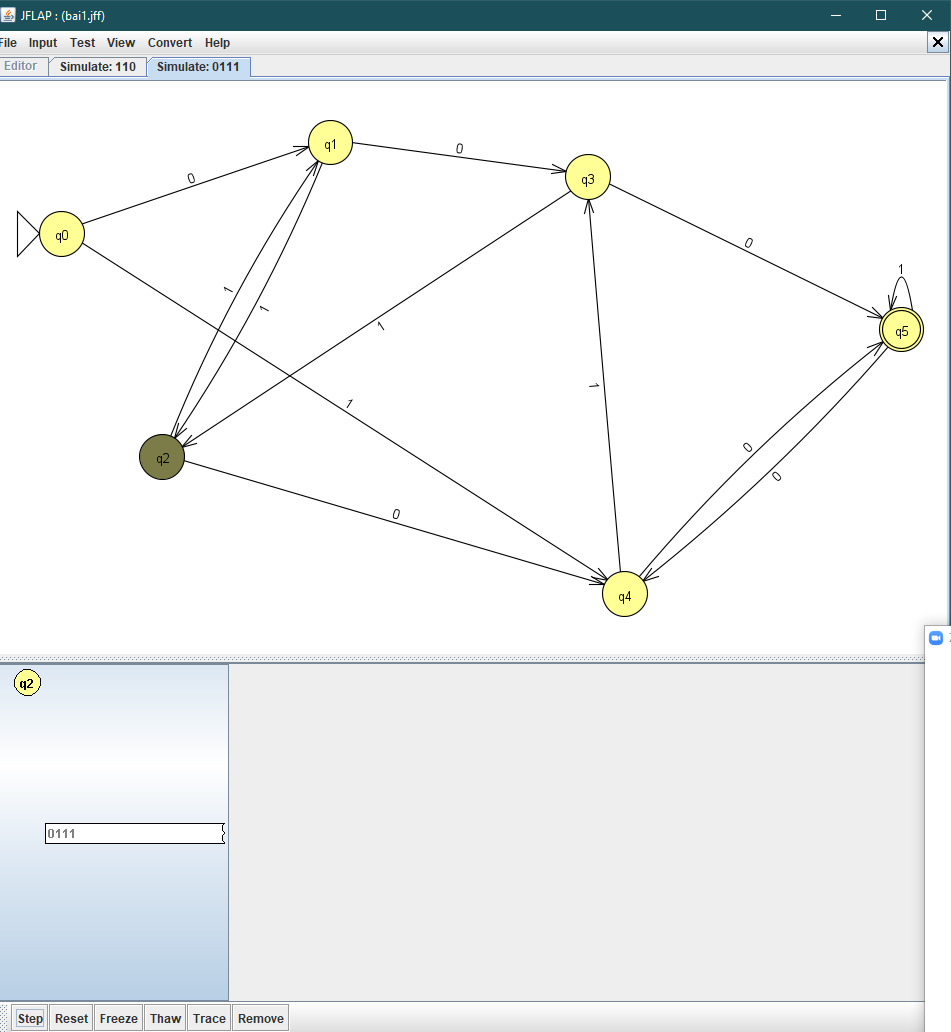 JFLAP : (bai1.jff)
File Input Test View Convert Help
Editor Simulate: 110 Simulate: 0111
q1
0
q3
0
q0
0
1
q5
1
1
1
1
1
q2
0
0
0
q4
q2
0111
Step Reset Freeze Thaw Trace Remove